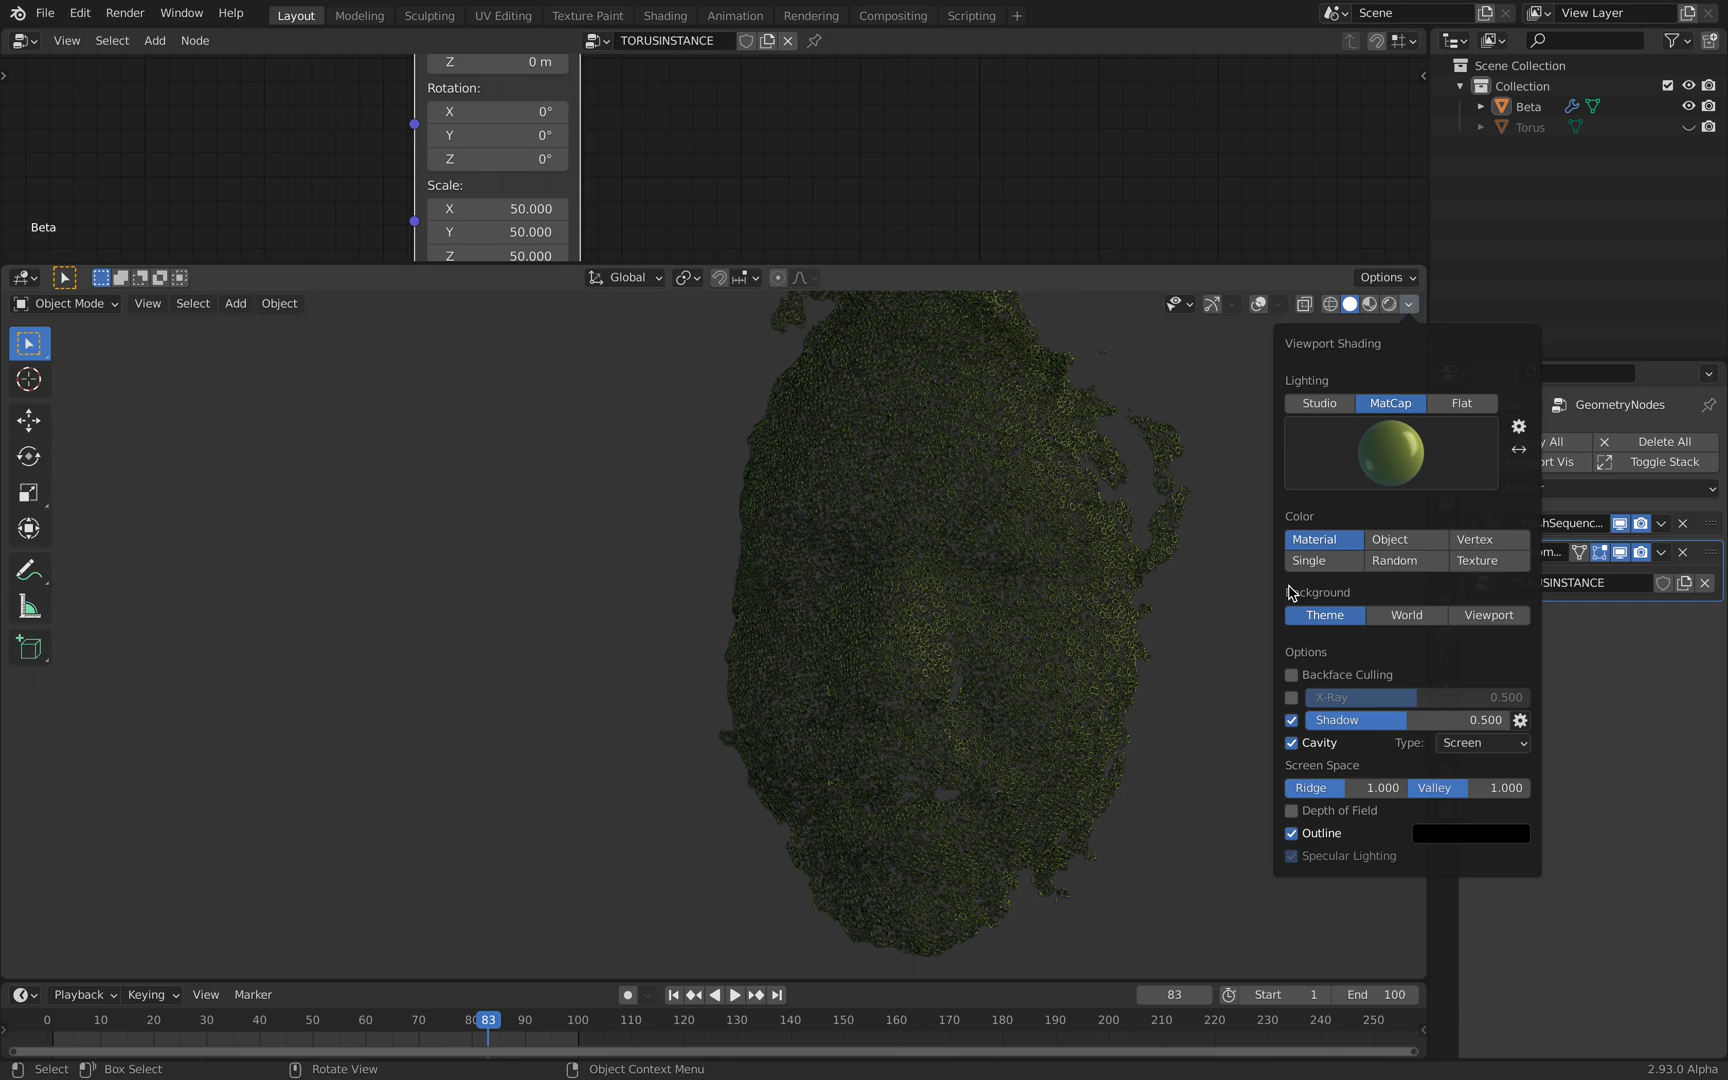 File Edit Render Window Help Layout Modeling Sculpting UV Editing Texture Paint Shading Animation Rendering Compositing Scripting + Scene View Layer
View Select Add Node TORUSINSTANCE
Z 0 m
Rotation:
X 0°
Y 0°
Z 0°
Scale:
X 50.000
Y 50.000
Z 50.000
Beta
Scene Collection
Collection
Beta
Torus
Global Options
Object Mode View Select Add Object
Viewport Shading
Lighting
Studio MatCap Flat
Color
Material Object Vertex
Single Random Texture
Background
Theme World Viewport
Options
Backface Culling
X-Ray 0.500
Shadow 0.500
Cavity Type: Screen
Screen Space
Ridge 1.000 Valley 1.000
Depth of Field
Outline
Specular Lighting
GeometryNodes
All Delete All
Vis Toggle Stack
hSequenc...
om...
TORUSINSTANCE
Playback Keying View Marker 83 Start 1 End 100
0 10 20 30 40 50 60 70 80 83 90 100 110 120 130 140 150 160 170 180 190 200 210 220 230 240 250
Select Box Select Rotate View Object Context Menu 2.93.0 Alpha